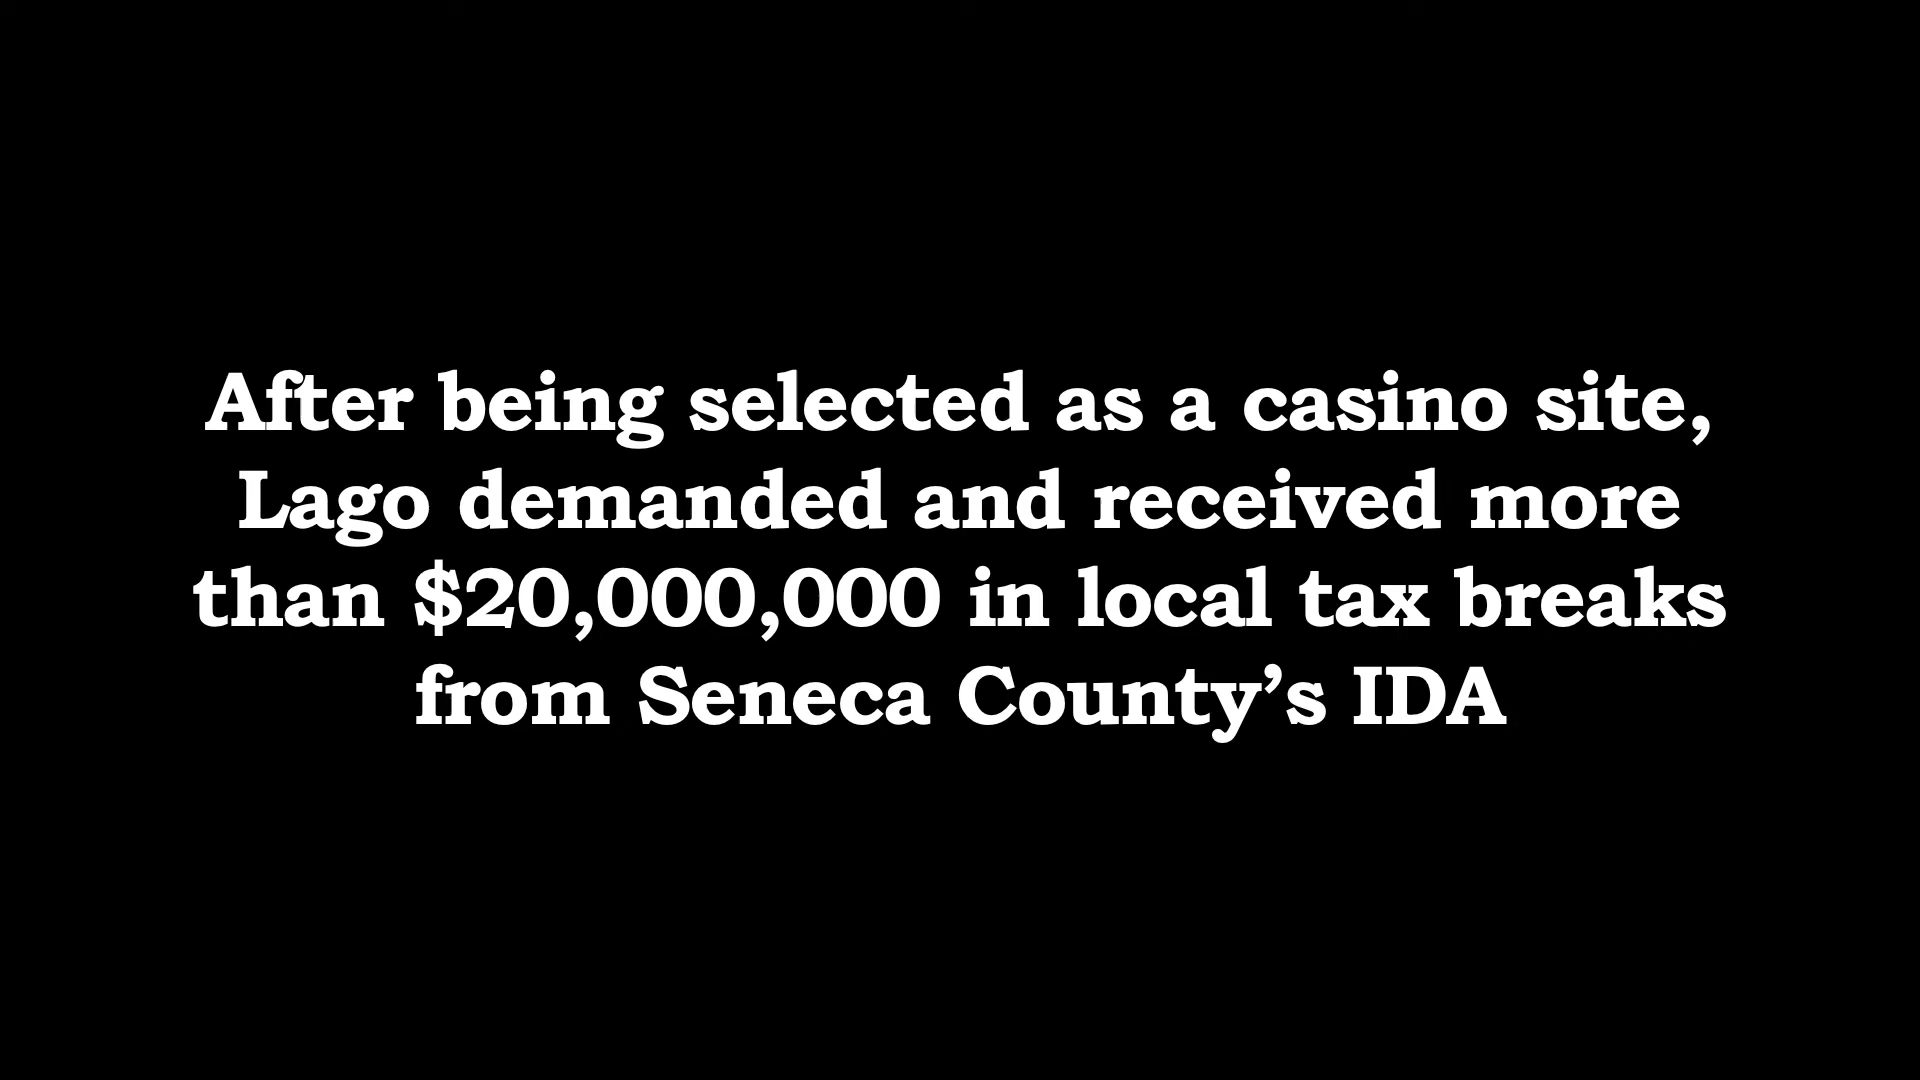 After being selected as a casino site,
Lago demanded and received more
than $20,000,000 in local tax breaks
from Seneca County’s IDA